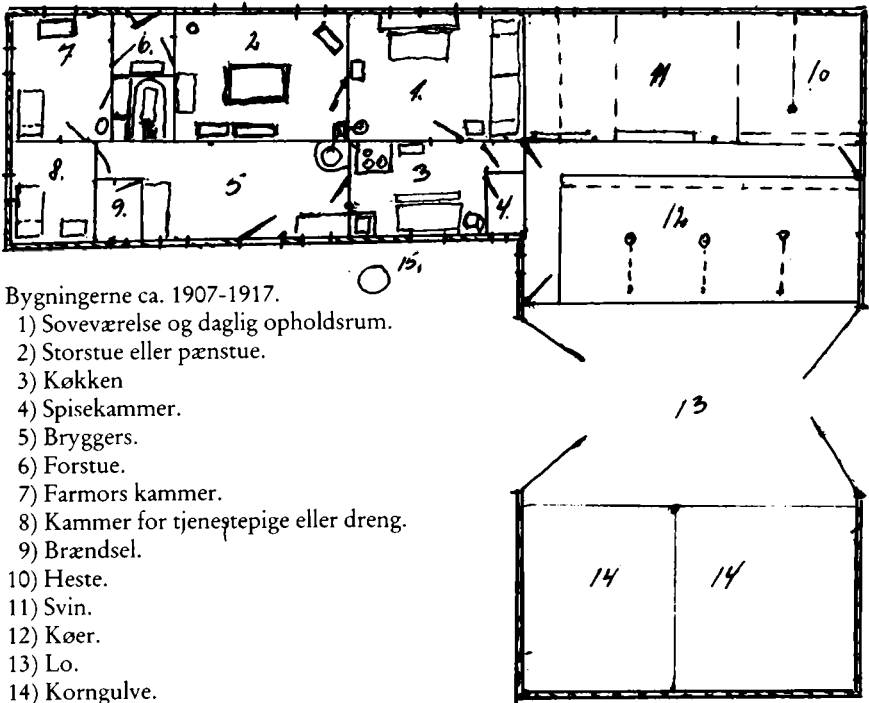 7 6. 2 1. 11 10
8. 9. 5 3 4. 12
15.
Bygningerne ca. 1907-1917.
1) Soveværelse og daglig opholdsrum.
2) Storstue eller pænstue.
3) Køkken
4) Spisekammer.
5) Bryggers.
6) Forstue.
7) Farmors kammer.
8) Kammer for tjenestepige eller dreng.
9) Brændsel.
10) Heste.
11) Svin.
12) Køer.
13) Lo.
14) Korngulve.
13
14 14